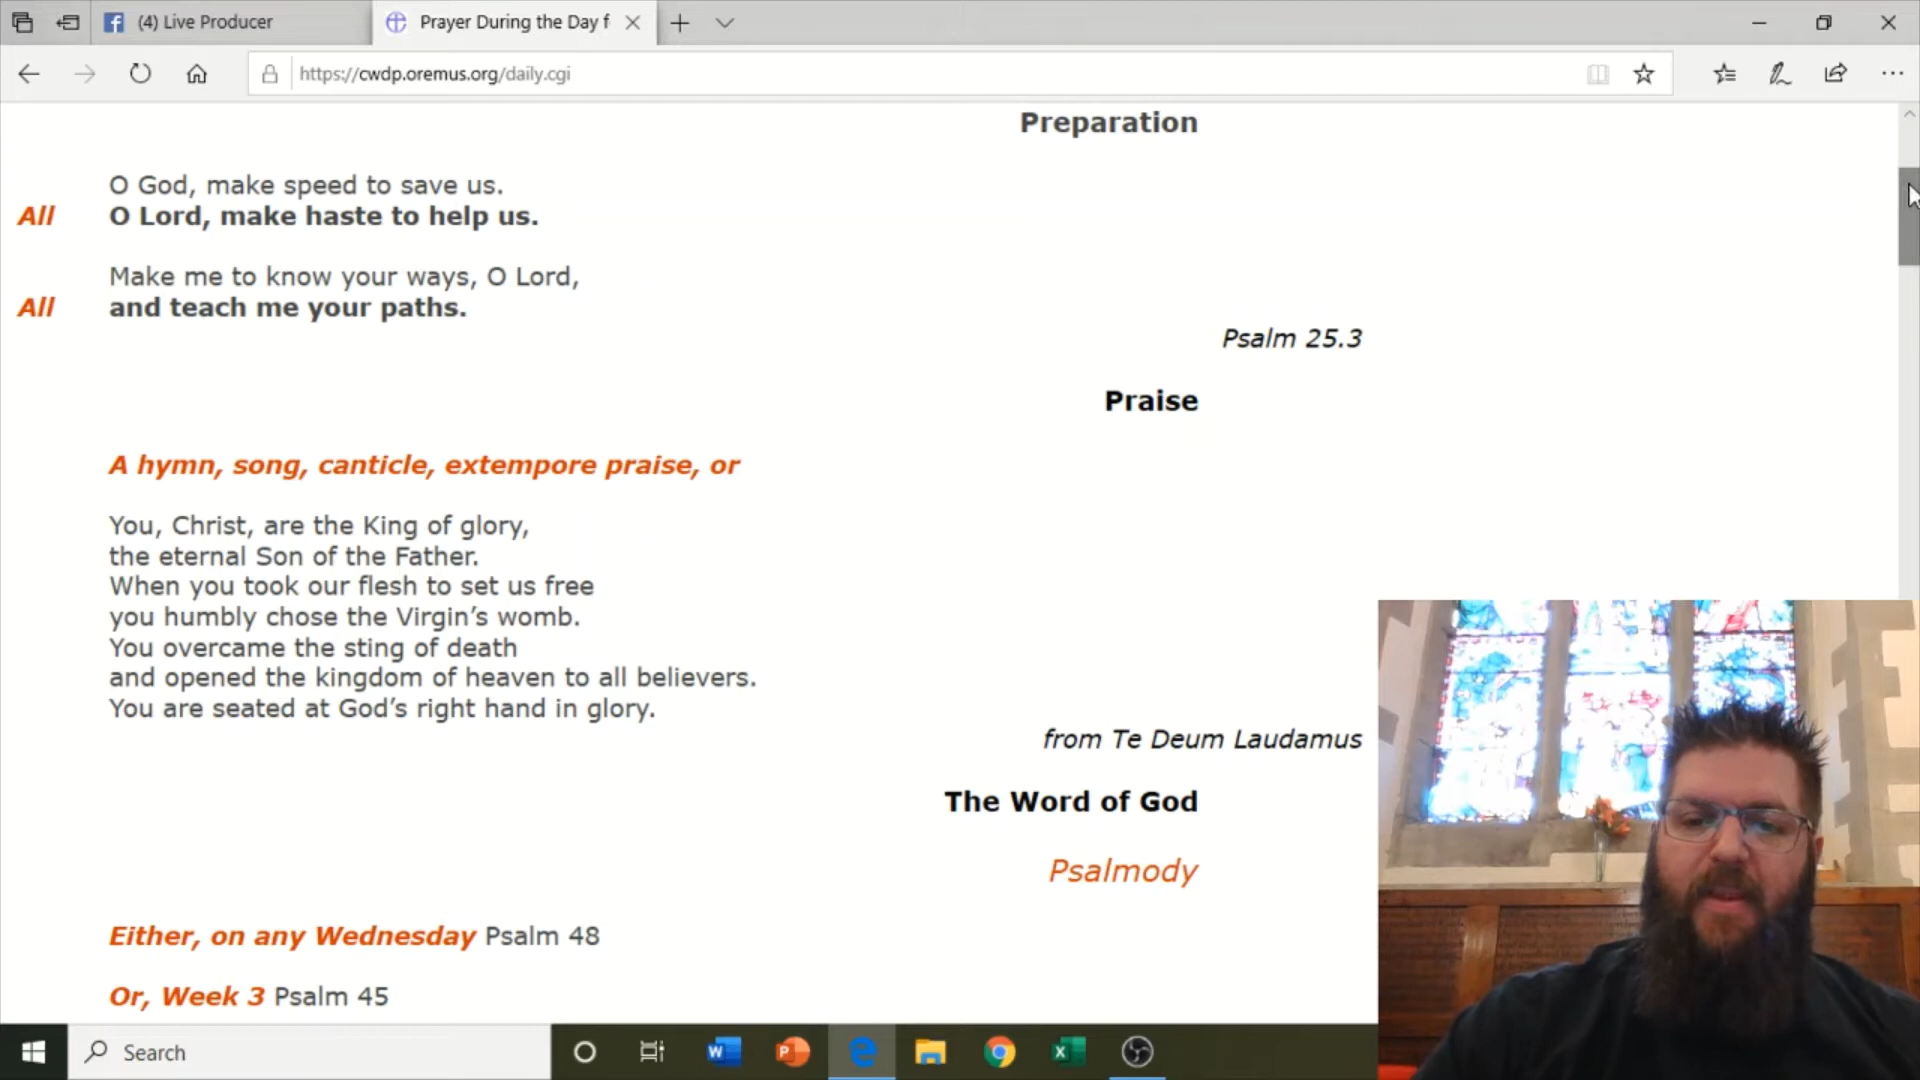 (4) Live Producer
Prayer During the Day f
https://cwdp.oremus.org/daily.cgi
Preparation
O God, make speed to save us.
All O Lord, make haste to help us.
Make me to know your ways, O Lord,
All and teach me your paths.
Psalm 25.3
Praise
A hymn, song, canticle, extempore praise, or
You, Christ, are the King of glory,
the eternal Son of the Father.
When you took our flesh to set us free
you humbly chose the Virgin’s womb.
You overcame the sting of death
and opened the kingdom of heaven to all believers.
You are seated at God’s right hand in glory.
from Te Deum Laudamus
The Word of God
Psalmody
Either, on any Wednesday Psalm 48
Or, Week 3 Psalm 45
Search